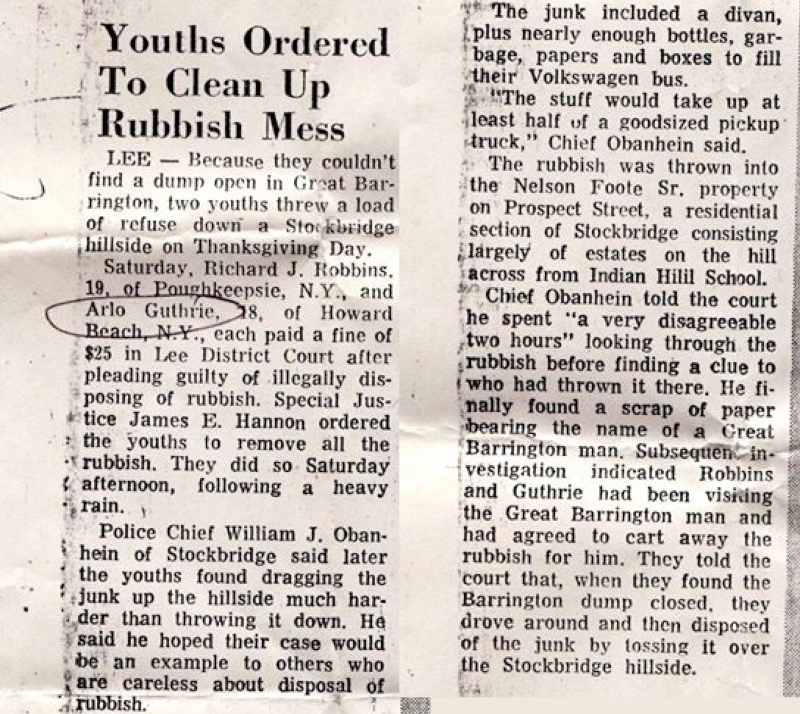 Youths Ordered
To Clean Up
Rubbish Mess
LEE — Because they couldn't
find a dump open in Great Bar-
rington, two youths threw a load
of refuse down a Stockbridge
hillside on Thanksgiving Day.
Saturday, Richard J. Robbins,
19, of Poughkeepsie, N.Y., and
Arlo Guthrie, 18, of Howard
Beach, N.Y., each paid a fine of
$25 in Lee District Court after
pleading guilty of illegally dis-
posing of rubbish. Special Jus-
tice James E. Hannon ordered
the youths to remove all the
rubbish. They did so Saturday
afternoon, following a heavy
rain.
Police Chief William J. Oban-
hein of Stockbridge said later
the youths found dragging the
junk up the hillside much har-
der than throwing it down. He
said he hoped their case would
be an example to others who
are careless about disposal of
rubbish.
The junk included a divan,
plus nearly enough bottles, gar-
bage, papers and boxes to fill
their Volkswagen bus.
"The stuff would take up at
least half of a goodsized pickup
truck," Chief Obanhein said.
The rubbish was thrown into
the Nelson Foote Sr. property
on Prospect Street, a residential
section of Stockbridge consisting
largely of estates on the hill
across from Indian Hilil School.
Chief Obanhein told the court
he spent "a very disagreeable
two hours" looking through the
rubbish before finding a clue to
who had thrown it there. He fi-
nally found a scrap of paper
bearing the name of a Great
Barrington man. Subsequent in-
vestigation indicated Robbins
and Guthrie had been visiting
the Great Barrington man and
had agreed to cart away the
rubbish for him. They told the
court that, when they found the
Barrington dump closed, they
drove around and then disposed
of the junk by tossing it over
the Stockbridge hillside.